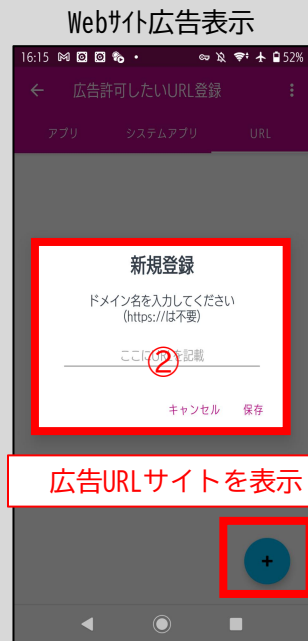 Webサイト広告表示
16:15 52%
広告許可したいURL登録
アプリ システムアプリ URL
新規登録
ドメイン名を入力してください
(https://は不要)
ここにURLを記載
②
キャンセル 保存
広告URLサイトを表示
+